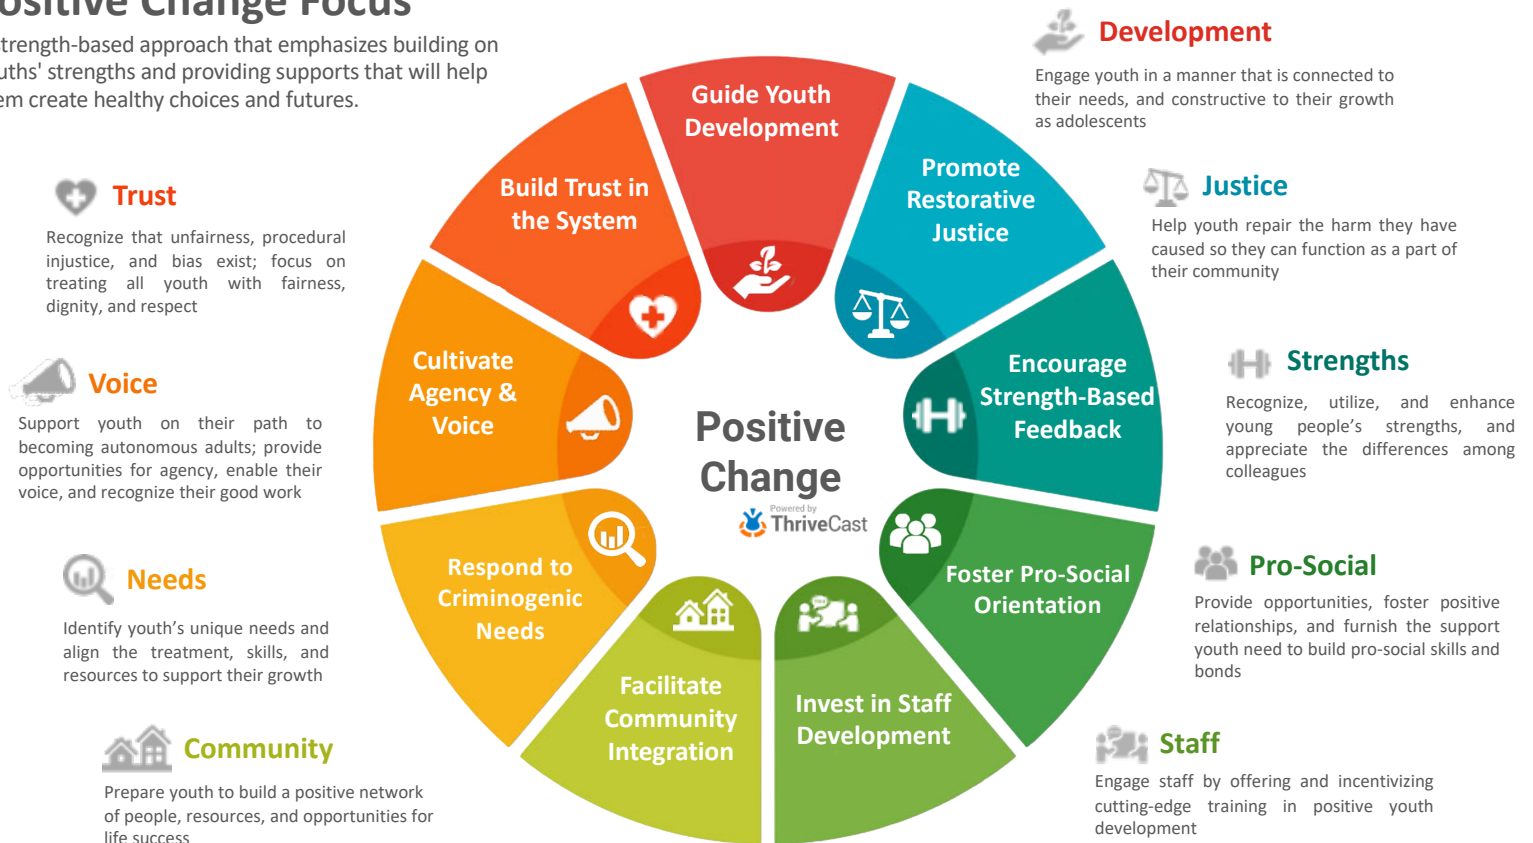 ositive Change Focus
strength-based approach that emphasizes building on
uths' strengths and providing supports that will help
em create healthy choices and futures.
Trust
Recognize that unfairness, procedural
injustice, and bias exist; focus on
treating all youth with fairness,
dignity, and respect
Voice
Support youth on their path to
becoming autonomous adults; provide
opportunities for agency, enable their
voice, and recognize their good work
Needs
Identify youth's unique needs and
align the treatment, skills, and
resources to support their growth
Community
Prepare youth to build a positive network
of people, resources, and opportunities for
life success
Guide Youth
Development
Promote
Restorative
Justice
Encourage
Strength-Based
Feedback
Foster Pro-Social
Orientation
Invest in Staff
Development
Facilitate
Community
Integration
Respond to
Criminogenic
Needs
Cultivate
Agency &
Voice
Build Trust in
the System
Positive
Change
Powered by
ThriveCast
Development
Engage youth in a manner that is connected to
their needs, and constructive to their growth
as adolescents
Justice
Help youth repair the harm they have
caused so they can function as a part of
their community
Strengths
Recognize, utilize, and enhance
young people's strengths, and
appreciate the differences among
colleagues
Pro-Social
Provide opportunities, foster positive
relationships, and furnish the support
youth need to build pro-social skills and
bonds
Staff
Engage staff by offering and incentivizing
cutting-edge training in positive youth
development